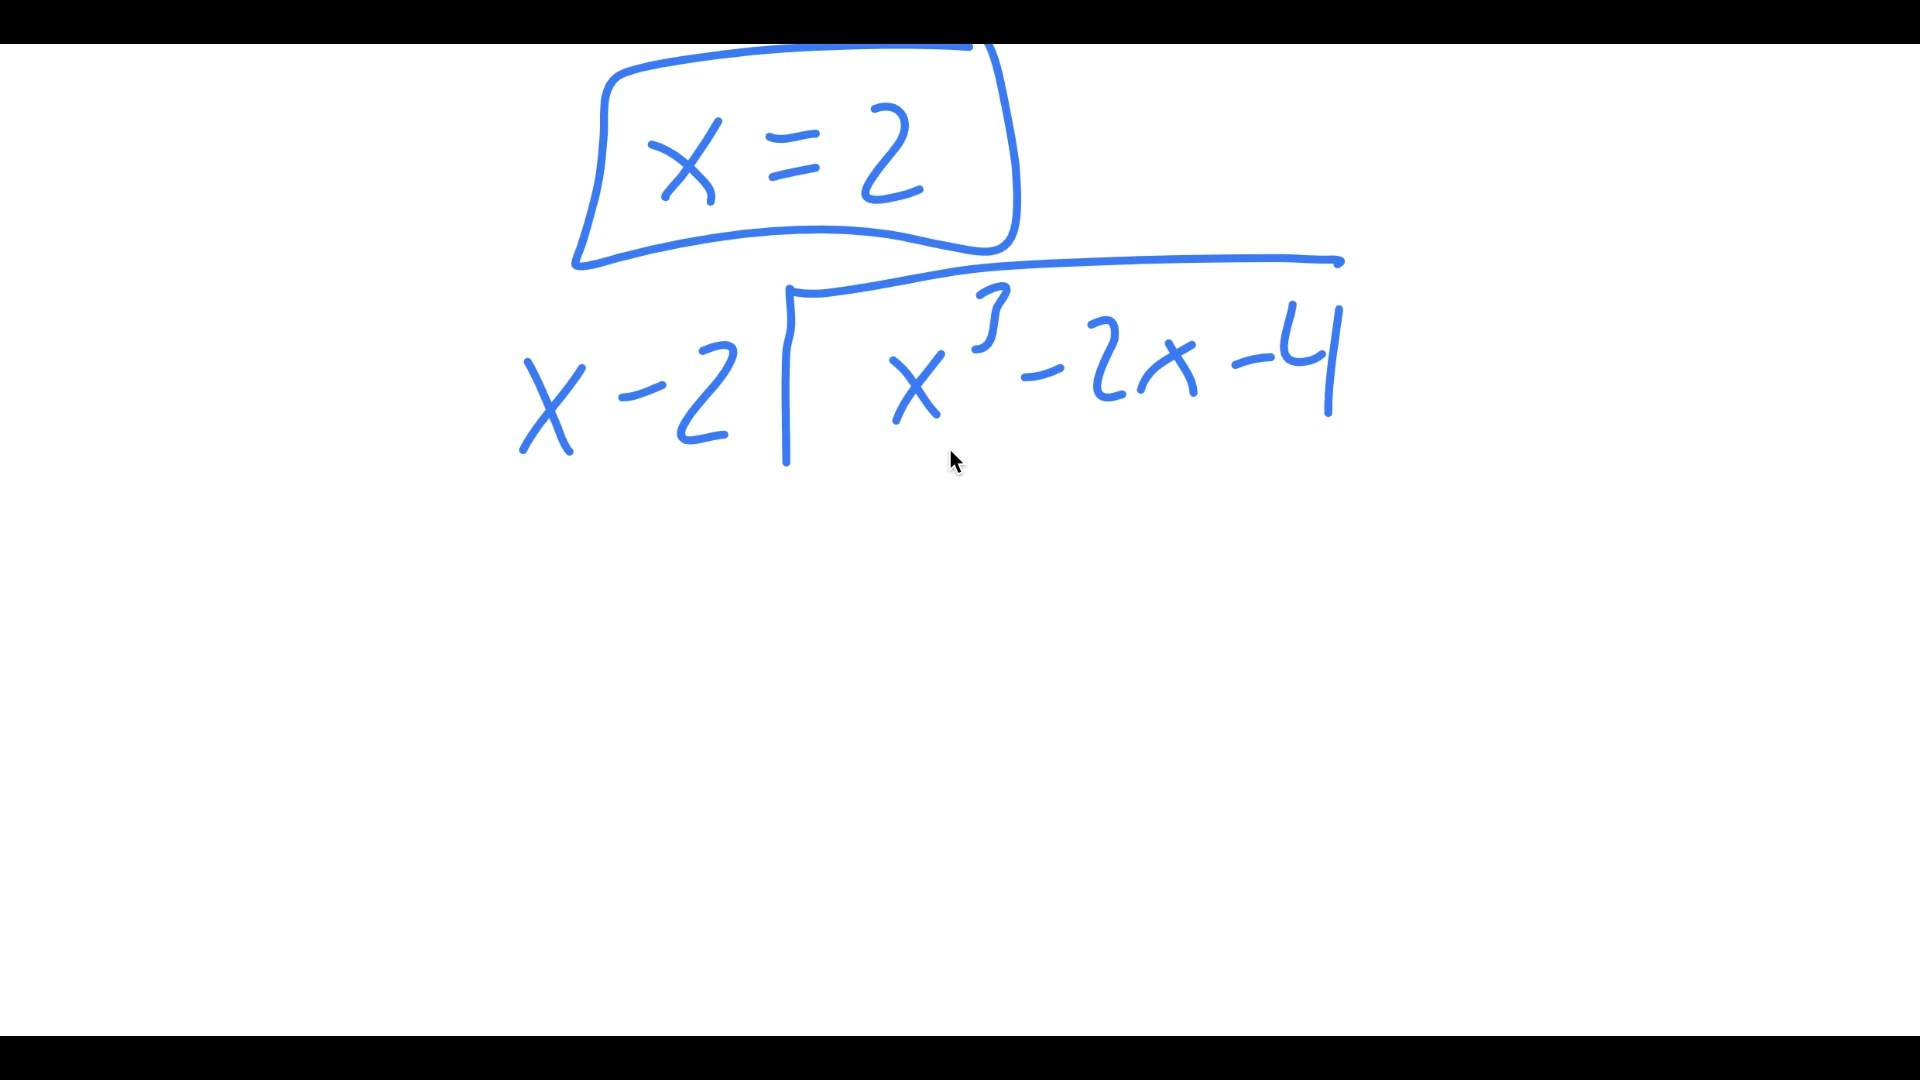 x = 2
x - 2 | x³ - 2x - 4